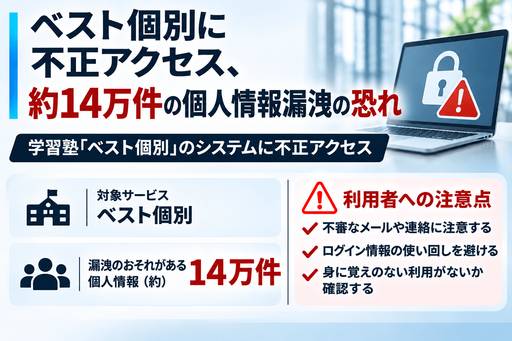 ベスト個別に
不正アクセス、
約14万件の個人情報漏洩の恐れ
学習塾「ベスト個別」のシステムに不正アクセス
対象サービス
ベスト個別
漏洩のおそれがある
個人情報（約）
14万件
利用者への注意点
不審なメールや連絡に注意する
ログイン情報の使い回しを避ける
身に覚えのない利用がないか
確認する